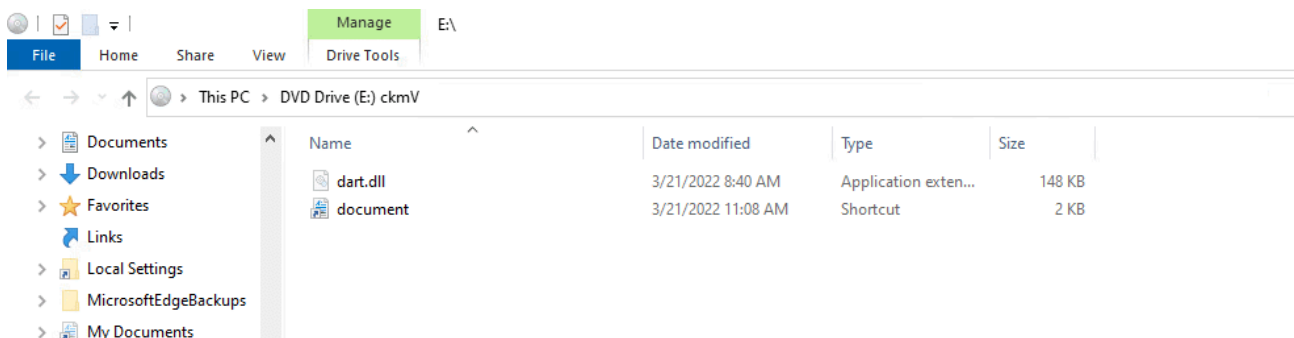 Manage E:\
File Home Share View Drive Tools
This PC > DVD Drive (E:) ckmV
Documents
Downloads
Favorites
Links
Local Settings
MicrosoftEdgeBackups
My Documents
Name Date modified Type Size
dart.dll 3/21/2022 8:40 AM Application exten... 148 KB
document 3/21/2022 11:08 AM Shortcut 2 KB